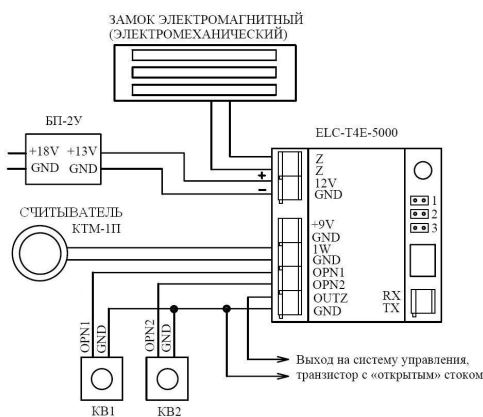 ЗАМОК ЭЛЕКТРОМАГНИТНЫЙ
(ЭЛЕКТРОМЕХАНИЧЕСКИЙ)
БП-2У
+18V +13V
GND GND
ELC-T4E-5000
Z
Z
+ 12V
− GND
1
2
3
СЧИТЫВАТЕЛЬ
КТМ-1П
+9V
GND
1W
GND
OPN1
OPN2
OUTZ
GND
RX
TX
OPN1
GND
OPN2
GND
КВ1
КВ2
Выход на систему управления,
транзистор с «открытым» стоком